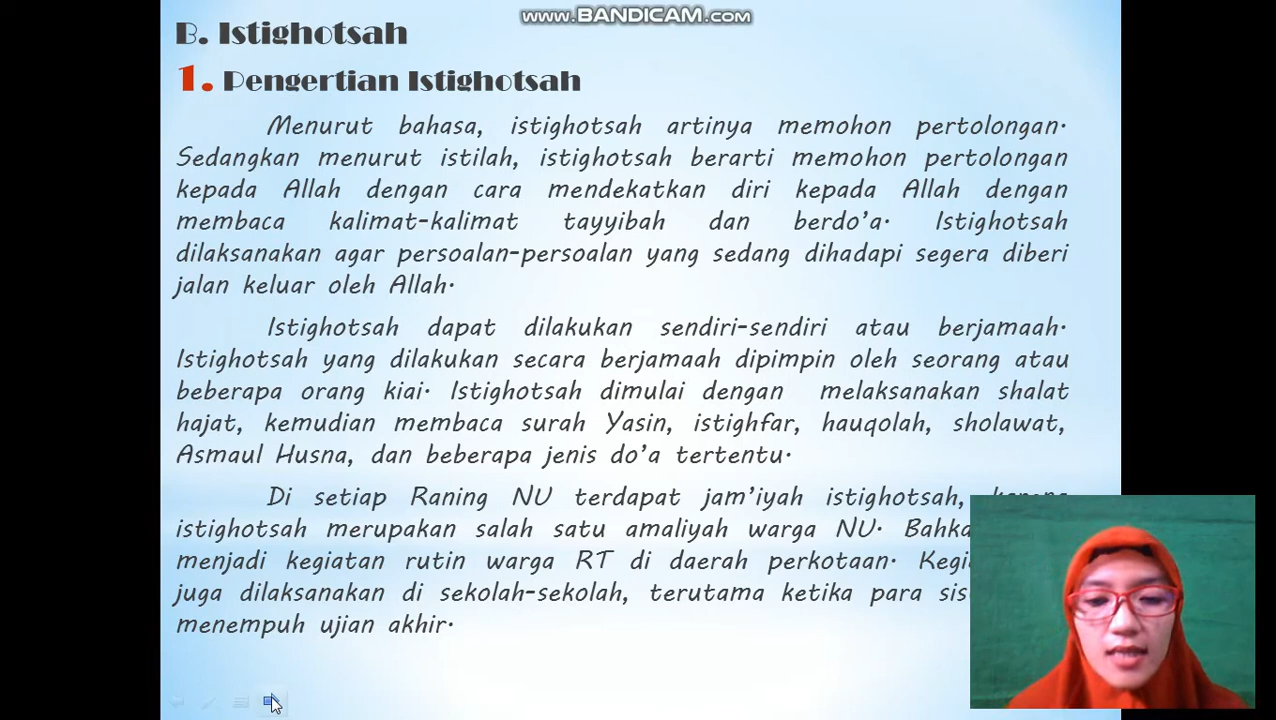 www.BANDICAM.com
B. Istighotsah
1. Pengertian Istighotsah
Menurut bahasa, istighotsah artinya memohon pertolongan.
Sedangkan menurut istilah, istighotsah berarti memohon pertolongan
kepada Allah dengan cara mendekatkan diri kepada Allah dengan
membaca kalimat-kalimat tayyibah dan berdo'a. Istighotsah
dilaksanakan agar persoalan-persoalan yang sedang dihadapi segera diberi
jalan keluar oleh Allah.
Istighotsah dapat dilakukan sendiri-sendiri atau berjamaah.
Istighotsah yang dilakukan secara berjamaah dipimpin oleh seorang atau
beberapa orang kiai. Istighotsah dimulai dengan melaksanakan shalat
hajat, kemudian membaca surah Yasin, istighfar, hauqolah, sholawat,
Asmaul Husna, dan beberapa jenis do'a tertentu.
Di setiap Raning NU terdapat jam'iyah istighotsah,
istighotsah merupakan salah satu amaliyah warga NU.
menjadi kegiatan rutin warga RT di daerah perkotaan.
juga dilaksanakan di sekolah-sekolah, terutama ketika para
menempuh ujian akhir.